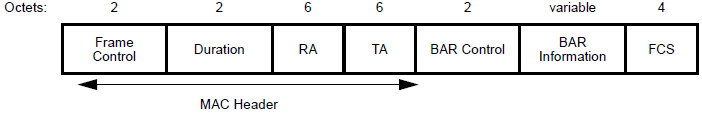 Octets: 2 2 6 6 2 variable 4
Frame Control Duration RA TA BAR Control BAR Information FCS
MAC Header